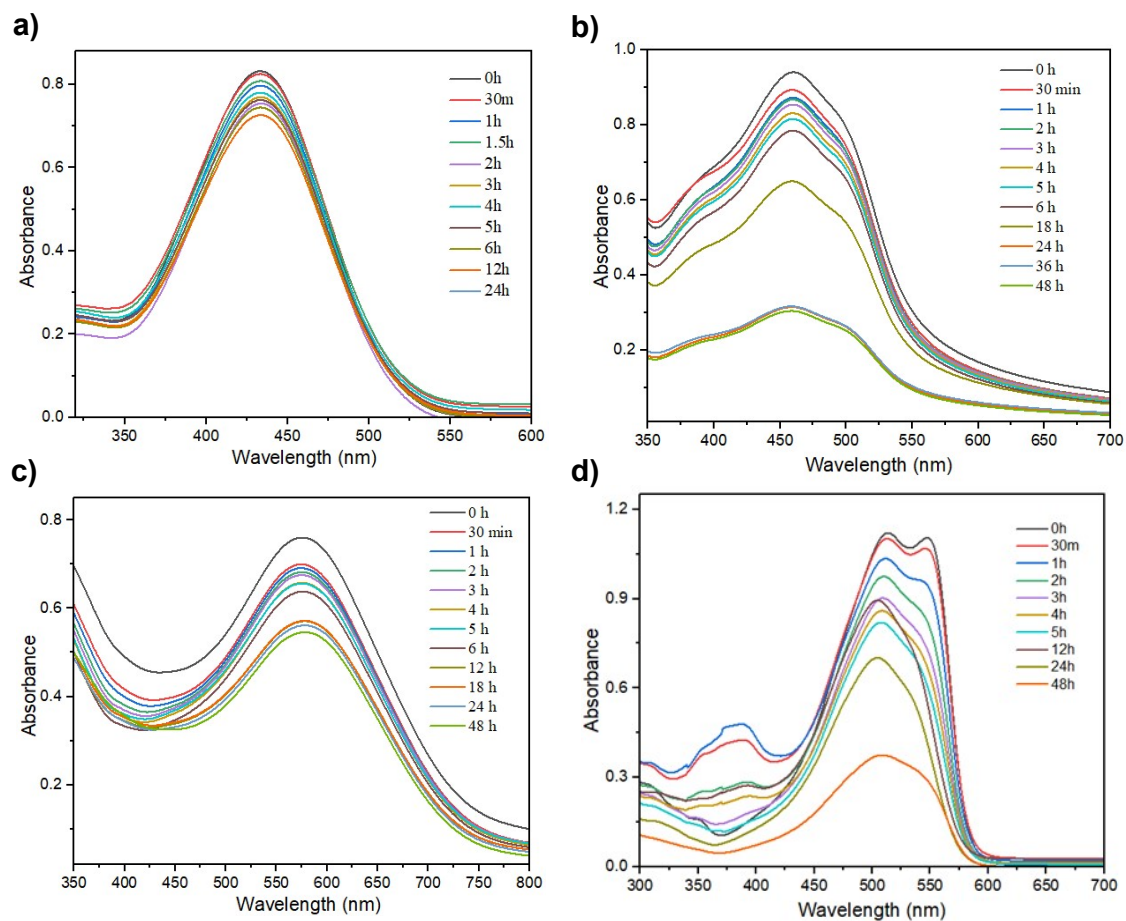 a)
Absorbance
0.8
0.6
0.4
0.2
0.0
350 400 450 500 550 600
Wavelength (nm)
0h
30m
1h
1.5h
2h
3h
4h
5h
6h
12h
24h
b)
Absorbance
1.0
0.8
0.6
0.4
0.2
350 400 450 500 550 600 650 700
Wavelength (nm)
0 h
30 min
1 h
2 h
3 h
4 h
5 h
6 h
18 h
24 h
36 h
48 h
c)
Absorbance
0.8
0.6
0.4
0.2
350 400 450 500 550 600 650 700 750 800
Wavelength (nm)
0 h
30 min
1 h
2 h
3 h
4 h
5 h
6 h
12 h
18 h
24 h
48 h
d)
Absorbance
1.2
0.9
0.6
0.3
0.0
300 350 400 450 500 550 600 650 700
Wavelength (nm)
0h
30m
1h
2h
3h
4h
5h
12h
24h
48h